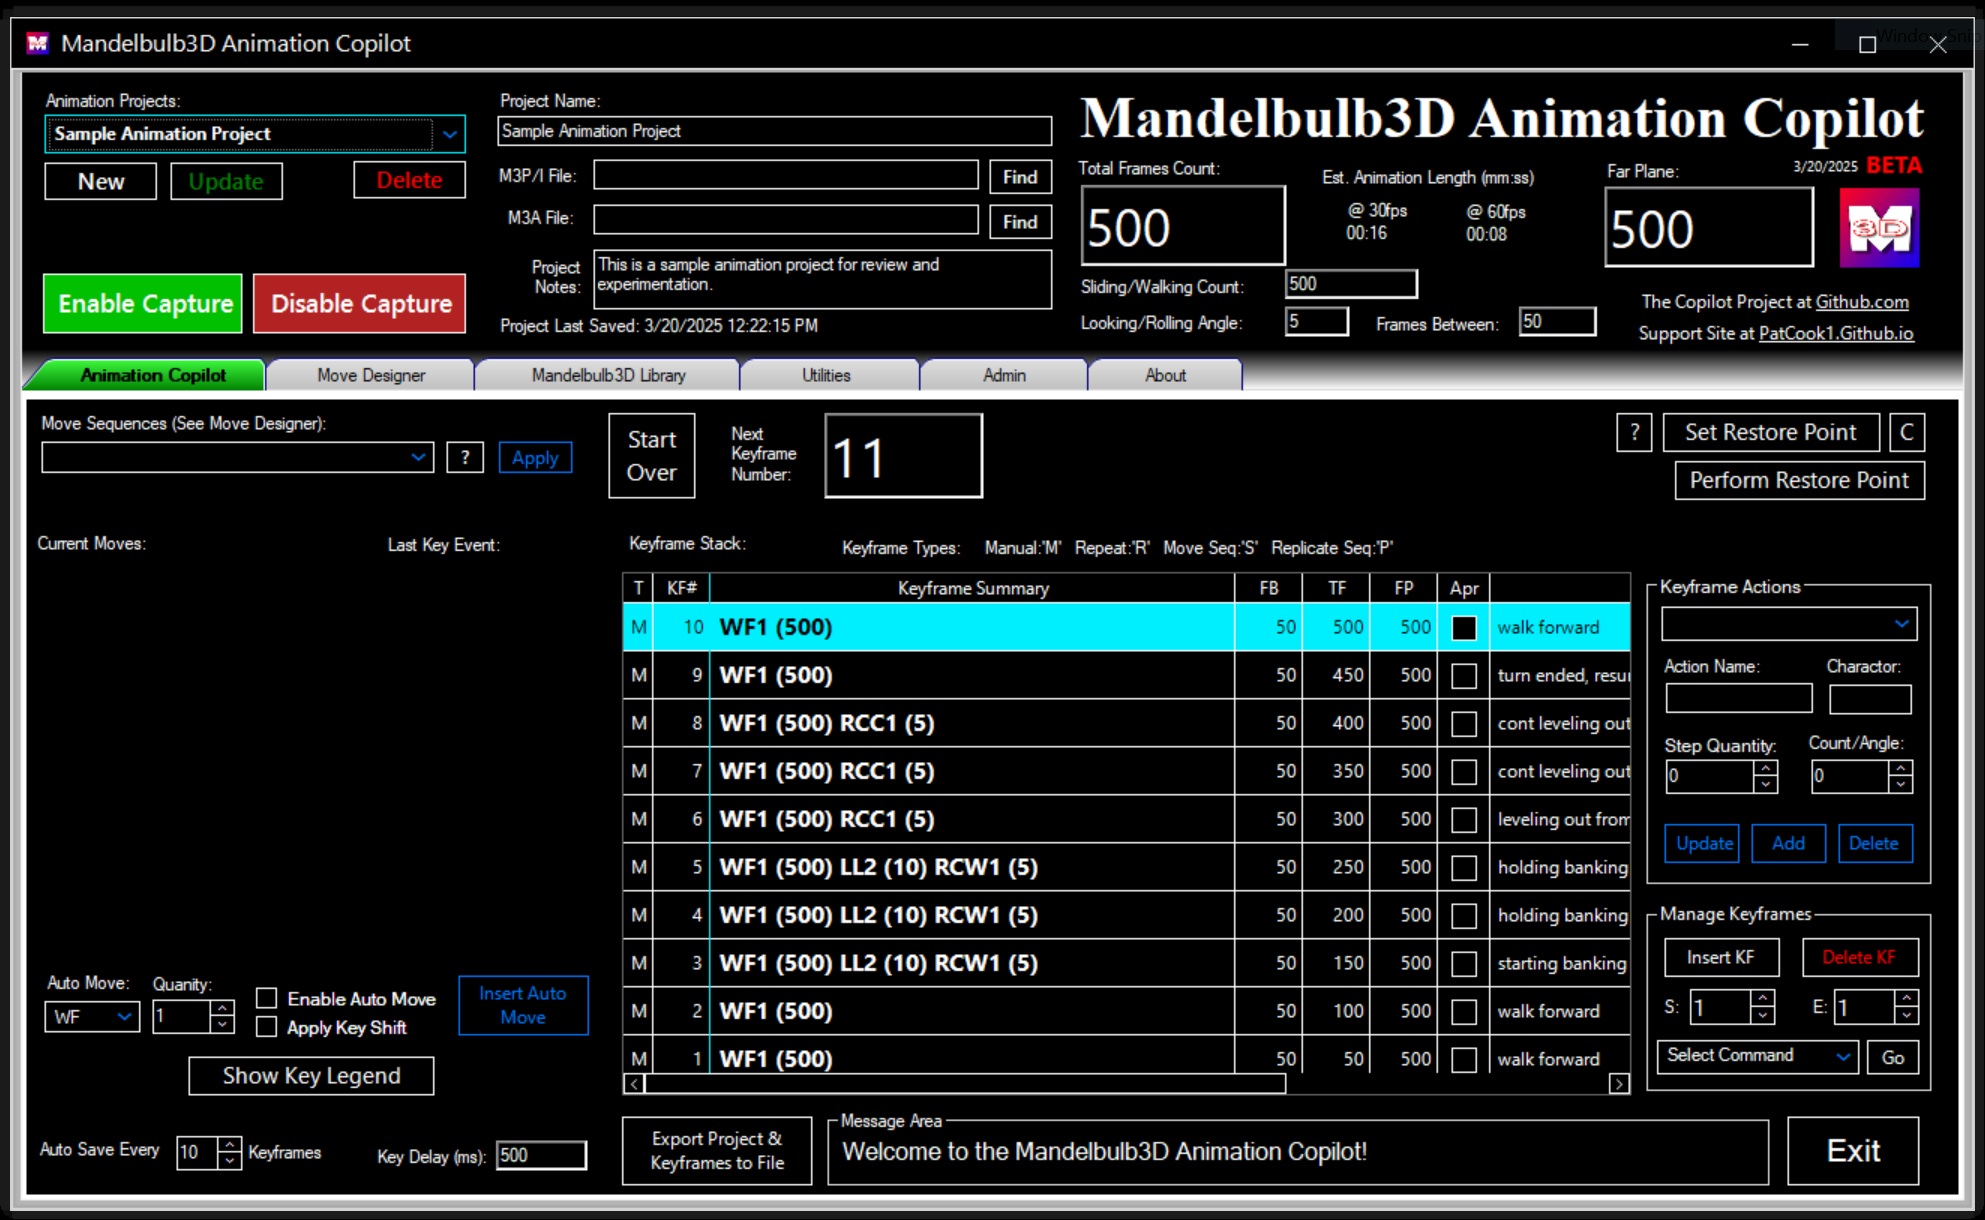 Mandelbulb3D Animation Copilot
Animation Projects:
Sample Animation Project
New Update Delete
Enable Capture Disable Capture
Project Name:
Sample Animation Project
M3P/I File: Find
M3A File: Find
Project Notes:
This is a sample animation project for review and
experimentation.
Project Last Saved: 3/20/2025 12:22:15 PM
Mandelbulb3D Animation Copilot
3/20/2025 BETA
Total Frames Count:
500
Est. Animation Length (mm:ss)
@ 30fps @ 60fps
00:16 00:08
Far Plane:
500
M 3D
Sliding/Walking Count: 500
Looking/Rolling Angle: 5 Frames Between: 50
The Copilot Project at Github.com
Support Site at PatCook1.Github.io
Animation Copilot Move Designer Mandelbulb3D Library Utilities Admin About
Move Sequences (See Move Designer):
? Apply
Start
Over
Next
Keyframe
Number:
11
? Set Restore Point C
Perform Restore Point
Current Moves: Last Key Event:
Keyframe Stack: Keyframe Types: Manual:'M' Repeat:'R' Move Seq:'S' Replicate Seq:'P'
T KF# Keyframe Summary FB TF FP Apr
M 10 WF1 (500) 50 500 500 walk forward
M 9 WF1 (500) 50 450 500 turn ended, resu
M 8 WF1 (500) RCC1 (5) 50 400 500 cont leveling out
M 7 WF1 (500) RCC1 (5) 50 350 500 cont leveling out
M 6 WF1 (500) RCC1 (5) 50 300 500 leveling out from
M 5 WF1 (500) LL2 (10) RCW1 (5) 50 250 500 holding banking
M 4 WF1 (500) LL2 (10) RCW1 (5) 50 200 500 holding banking
M 3 WF1 (500) LL2 (10) RCW1 (5) 50 150 500 starting banking
M 2 WF1 (500) 50 100 500 walk forward
M 1 WF1 (500) 50 50 500 walk forward
Keyframe Actions
Action Name: Charactor:
Step Quantity: Count/Angle:
0 0
Update Add Delete
Manage Keyframes
Insert KF Delete KF
S: 1 E: 1
Select Command Go
Auto Move: Quanity:
WF 1
Enable Auto Move
Apply Key Shift
Insert Auto
Move
Show Key Legend
Auto Save Every 10 Keyframes Key Delay (ms): 500
Export Project &
Keyframes to File
Message Area
Welcome to the Mandelbulb3D Animation Copilot!
Exit